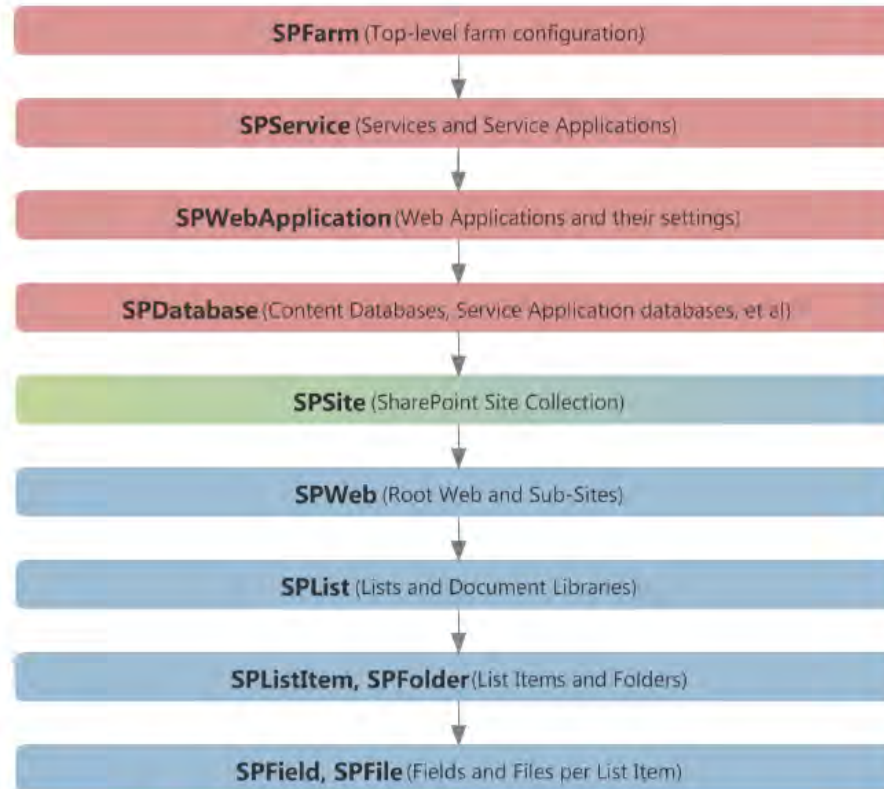 SPFarm (Top-level farm configuration)
SPService (Services and Service Applications)
SPWebApplication (Web Applications and their settings)
SPDatabase (Content Databases, Service Application databases, et al)
SPSite (SharePoint Site Collection)
SPWeb (Root Web and Sub-Sites)
SPList (Lists and Document Libraries)
SPListItem, SPFolder (List Items and Folders)
SPField, SPFile (Fields and Files per List Item)